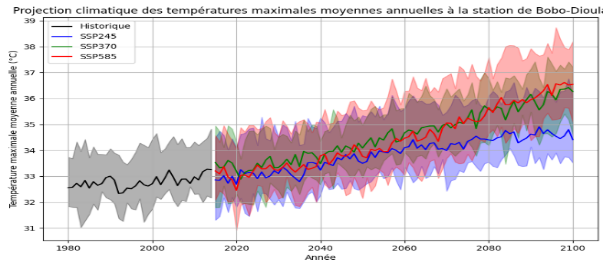 Projection climatique des températures maximales moyennes annuelles à la station de Bobo-Dioula
Température maximale moyenne annuelle (°C)
39
38
37
36
35
34
33
32
31
Historique
SSP245
SSP370
SSP585
1980
2000
2020
2040
2060
2080
2100
Année